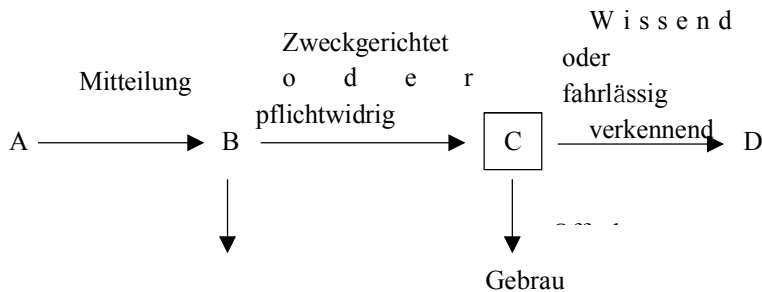 Wissend
Zweckgerichtet
oder
oder
Mitteilung
fahrlässig
pflichtwidrig
verkennend
A
B
C
D
Gebrau